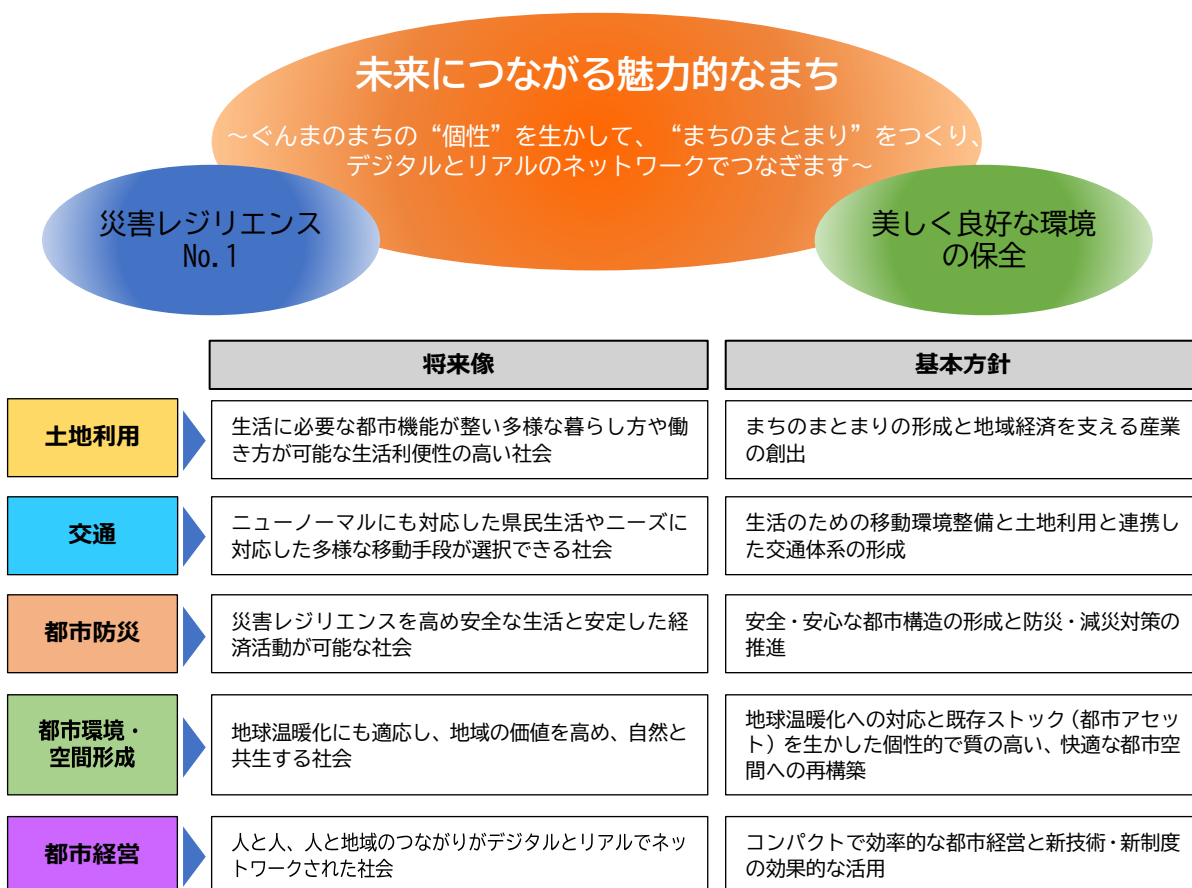 未来につながる魅力的なまち
～ぐんまのまちの“個性”を生かして、“まちのまとまり”をつくり、
デジタルとリアルのネットワークでつなぎます～
災害レジリエンス
No.1
美しく良好な環境
の保全
将来像
基本方針
土地利用
生活に必要な都市機能が整い多様な暮らし方や働
き方が可能な生活利便性の高い社会
まちのまとまりの形成と地域経済を支える産業
の創出
交通
ニューノーマルにも対応した県民生活やニーズに
対応した多様な移動手段が選択できる社会
生活のための移動環境整備と土地利用と連携し
た交通体系の形成
都市防災
災害レジリエンスを高め安全な生活と安定した経
済活動が可能な社会
安全・安心な都市構造の形成と防災・減災対策の
推進
都市環境・
空間形成
地球温暖化にも適応し、地域の価値を高め、自然と
共生する社会
地球温暖化への対応と既存ストック（都市アセッ
ト）を生かした個性的で質の高い、快適な都市空
間への再構築
都市経営
人と人、人と地域のつながりがデジタルとリアルでネッ
トワークされた社会
コンパクトで効率的な都市経営と新技術・新制度
の効果的な活用